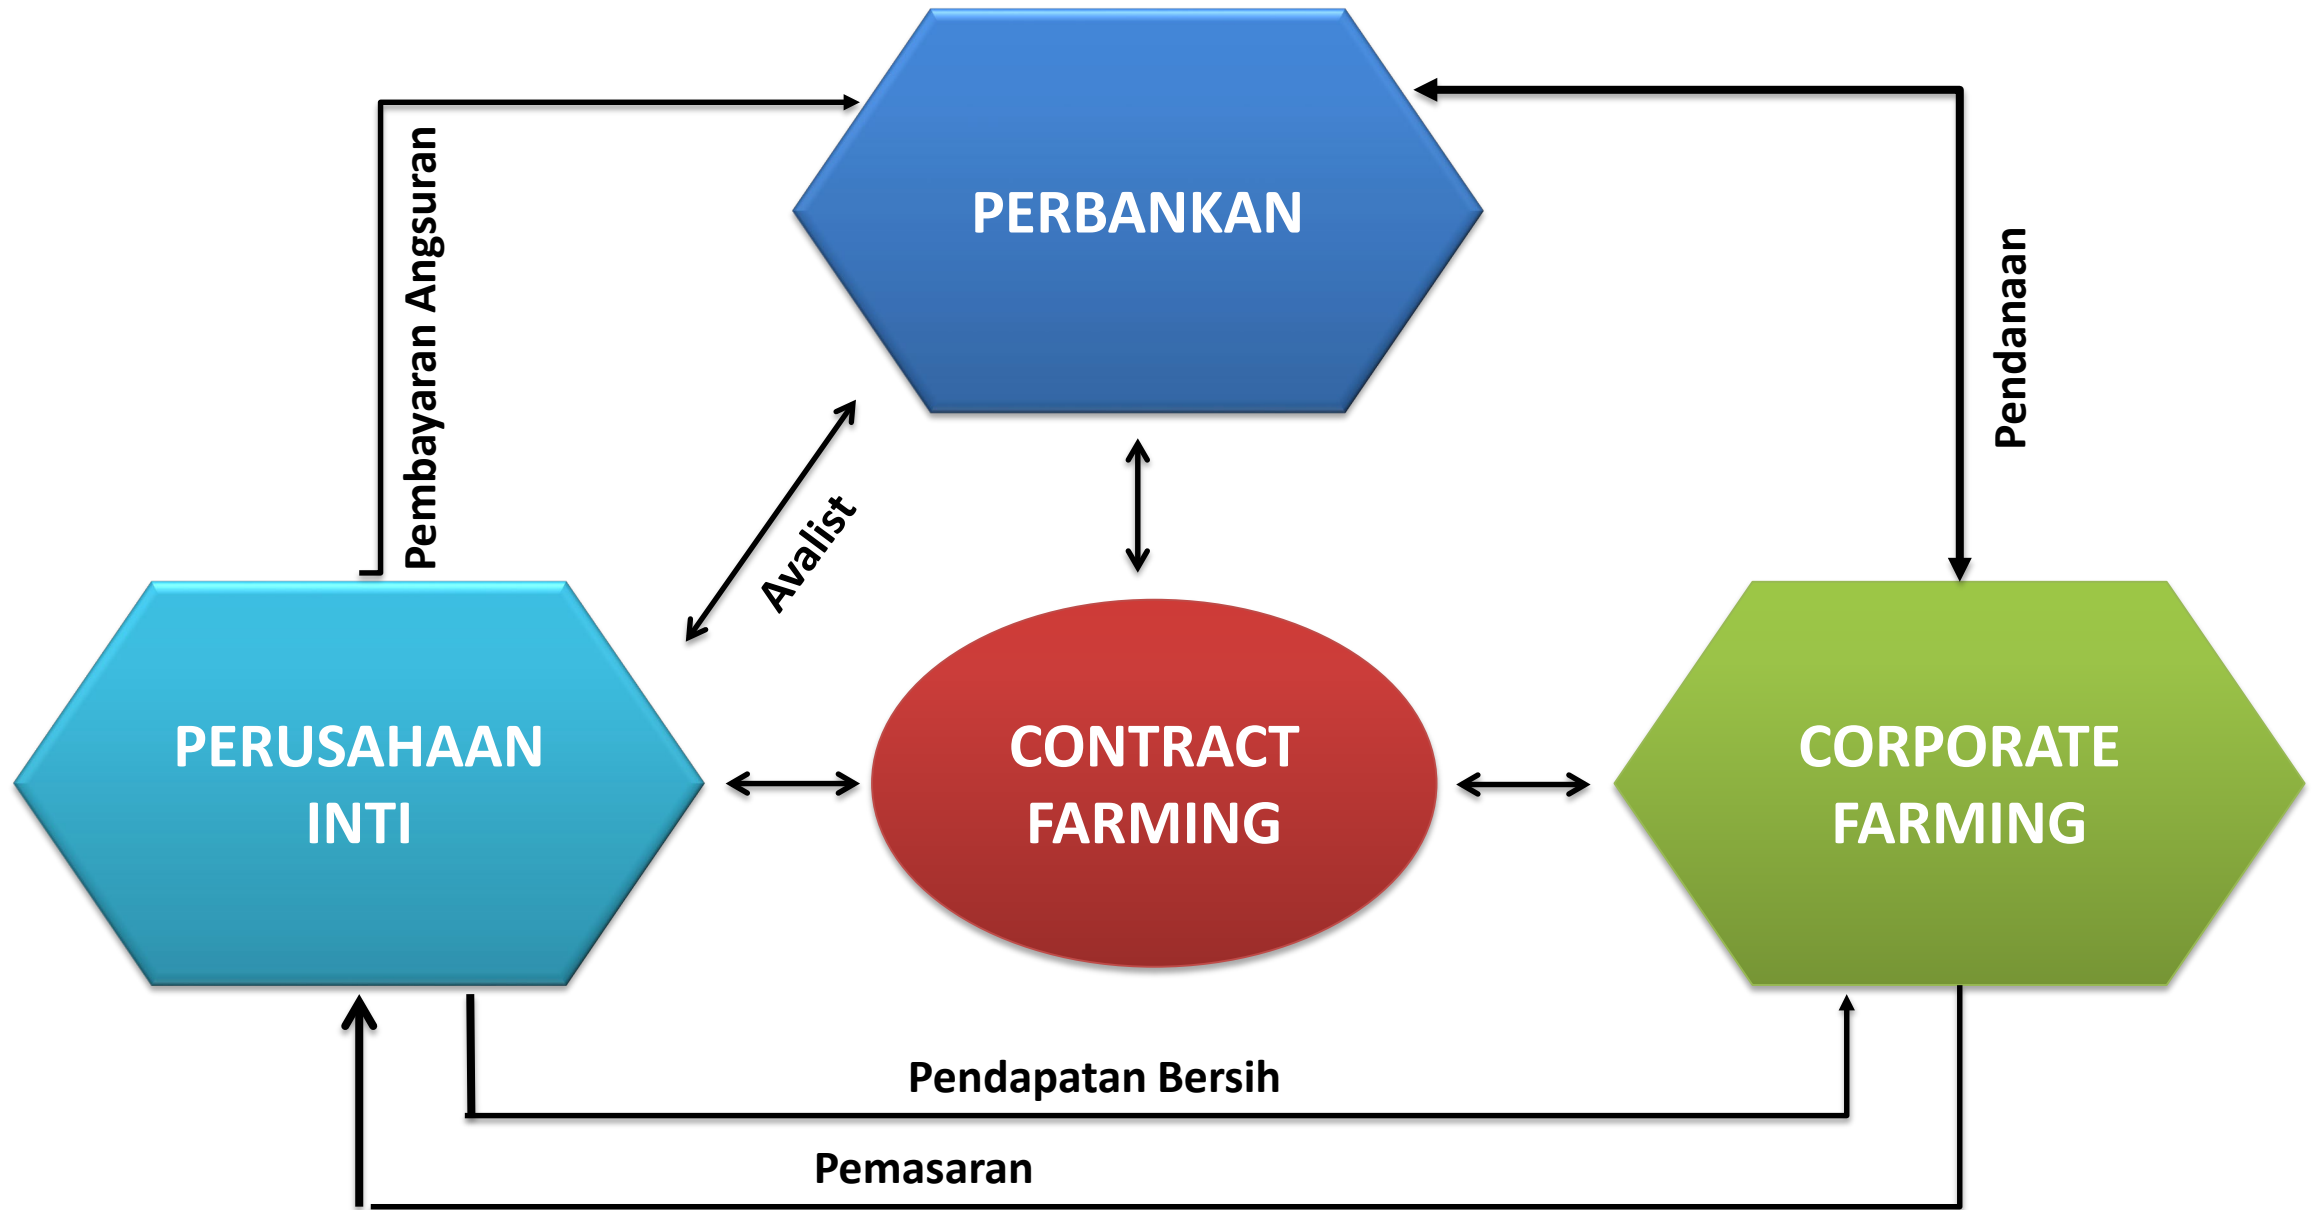 PERBANKAN
Pembayaran Angsuran
Pendanaan
Avalist
PERUSAHAAN
INTI
CONTRACT
FARMING
CORPORATE
FARMING
Pendapatan Bersih
Pemasaran